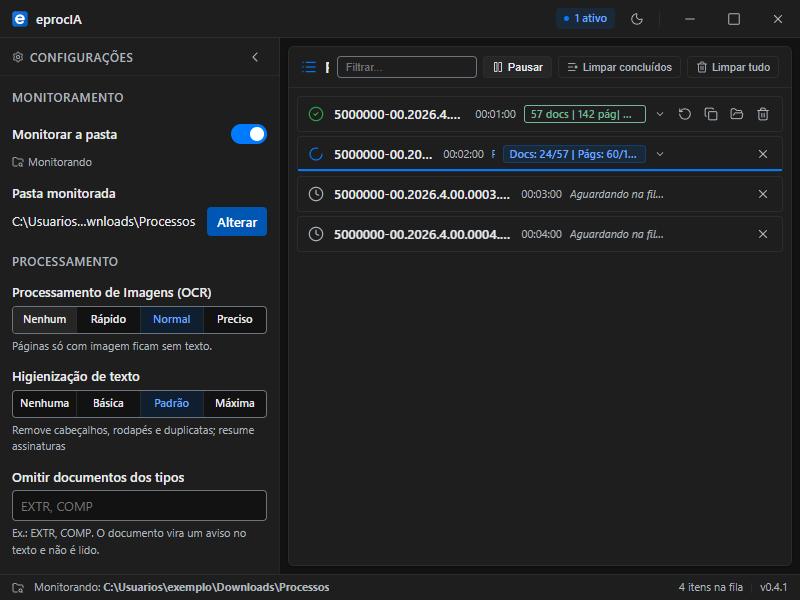 eprocIA
1 ativo
CONFIGURAÇÕES
MONITORAMENTO
Monitorar a pasta
Monitorando
Pasta monitorada
C:\Usuarios...wnloads\Processos
Alterar
PROCESSAMENTO
Processamento de Imagens (OCR)
Nenhum Rápido Normal Preciso
Páginas só com imagem ficam sem texto.
Higienização de texto
Nenhuma Básica Padrão Máxima
Remove cabeçalhos, rodapés e duplicatas; resume
assinaturas
Omitir documentos dos tipos
EXTR, COMP
Ex.: EXTR, COMP. O documento vira um aviso no
texto e não é lido.
Filtrar...
Pausar
Limpar concluídos
Limpar tudo
5000000-00.2026.4.... 00:01:00 57 docs | 142 pág| ...
5000000-00.20... 00:02:00 Docs: 24/57 | Págs: 60/1...
5000000-00.2026.4.00.0003.... 00:03:00 Aguardando na fil...
5000000-00.2026.4.00.0004.... 00:04:00 Aguardando na fil...
Monitorando: C:\Usuarios\exemplo\Downloads\Processos
4 itens na fila
v0.4.1